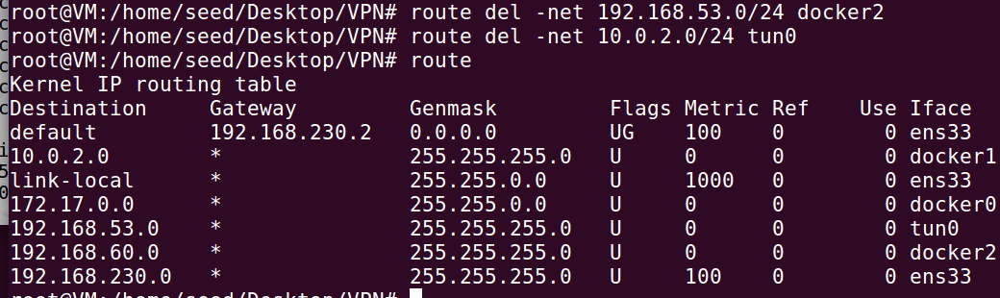 root@VM:/home/seed/Desktop/VPN# route del -net 192.168.53.0/24 docker2
root@VM:/home/seed/Desktop/VPN# route del -net 10.0.2.0/24 tun0
root@VM:/home/seed/Desktop/VPN# route
Kernel IP routing table
Destination     Gateway         Genmask         Flags Metric Ref    Use Iface
default         192.168.230.2   0.0.0.0         UG    100    0        0 ens33
10.0.2.0        *               255.255.255.0   U     0      0        0 docker1
link-local      *               255.255.0.0     U     1000   0        0 ens33
172.17.0.0      *               255.255.0.0     U     0      0        0 docker0
192.168.53.0    *               255.255.255.0   U     0      0        0 tun0
192.168.60.0    *               255.255.255.0   U     0      0        0 docker2
192.168.230.0   *               255.255.255.0   U     100    0        0 ens33
root@VM:/home/seed/Desktop/VPN#